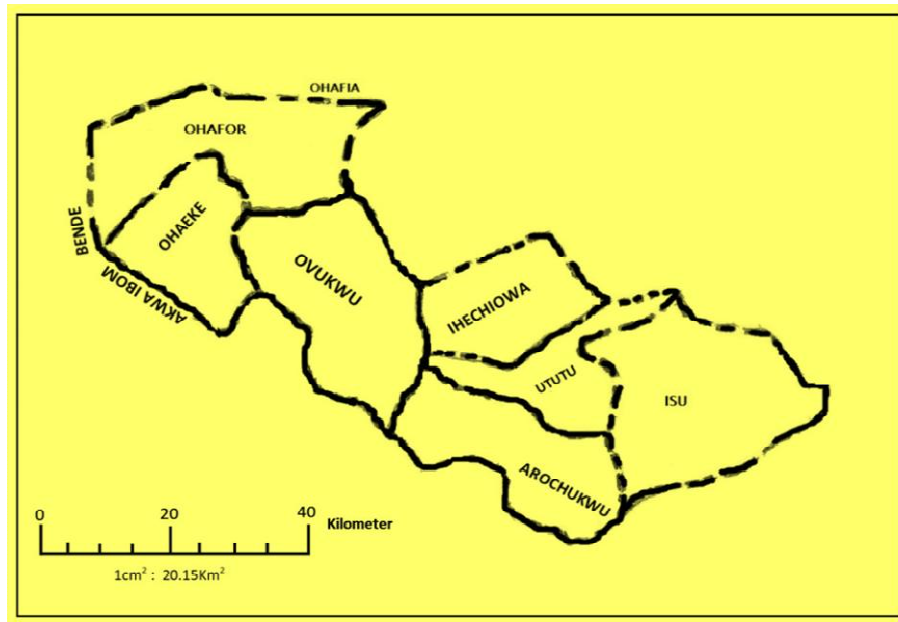 OHAFIA
OHAFOR
BENDE
OHAEKE
AKWA IBOM
OVUKWU
IHECHIOWA
UTUTU
ISU
AROCHUKWU
0 20 40 Kilometer
1cm² : 20.15Km²